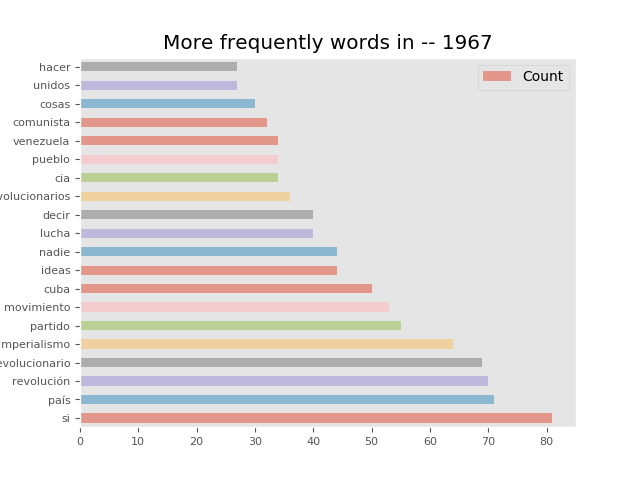 More frequently words in -- 1967
Count
hacer
unidos
cosas
comunista
venezuela
pueblo
cia
volucionarios
decir
lucha
nadie
ideas
cuba
movimiento
partido
mperialismo
evolucionario
revolución
país
si
0 10 20 30 40 50 60 70 80